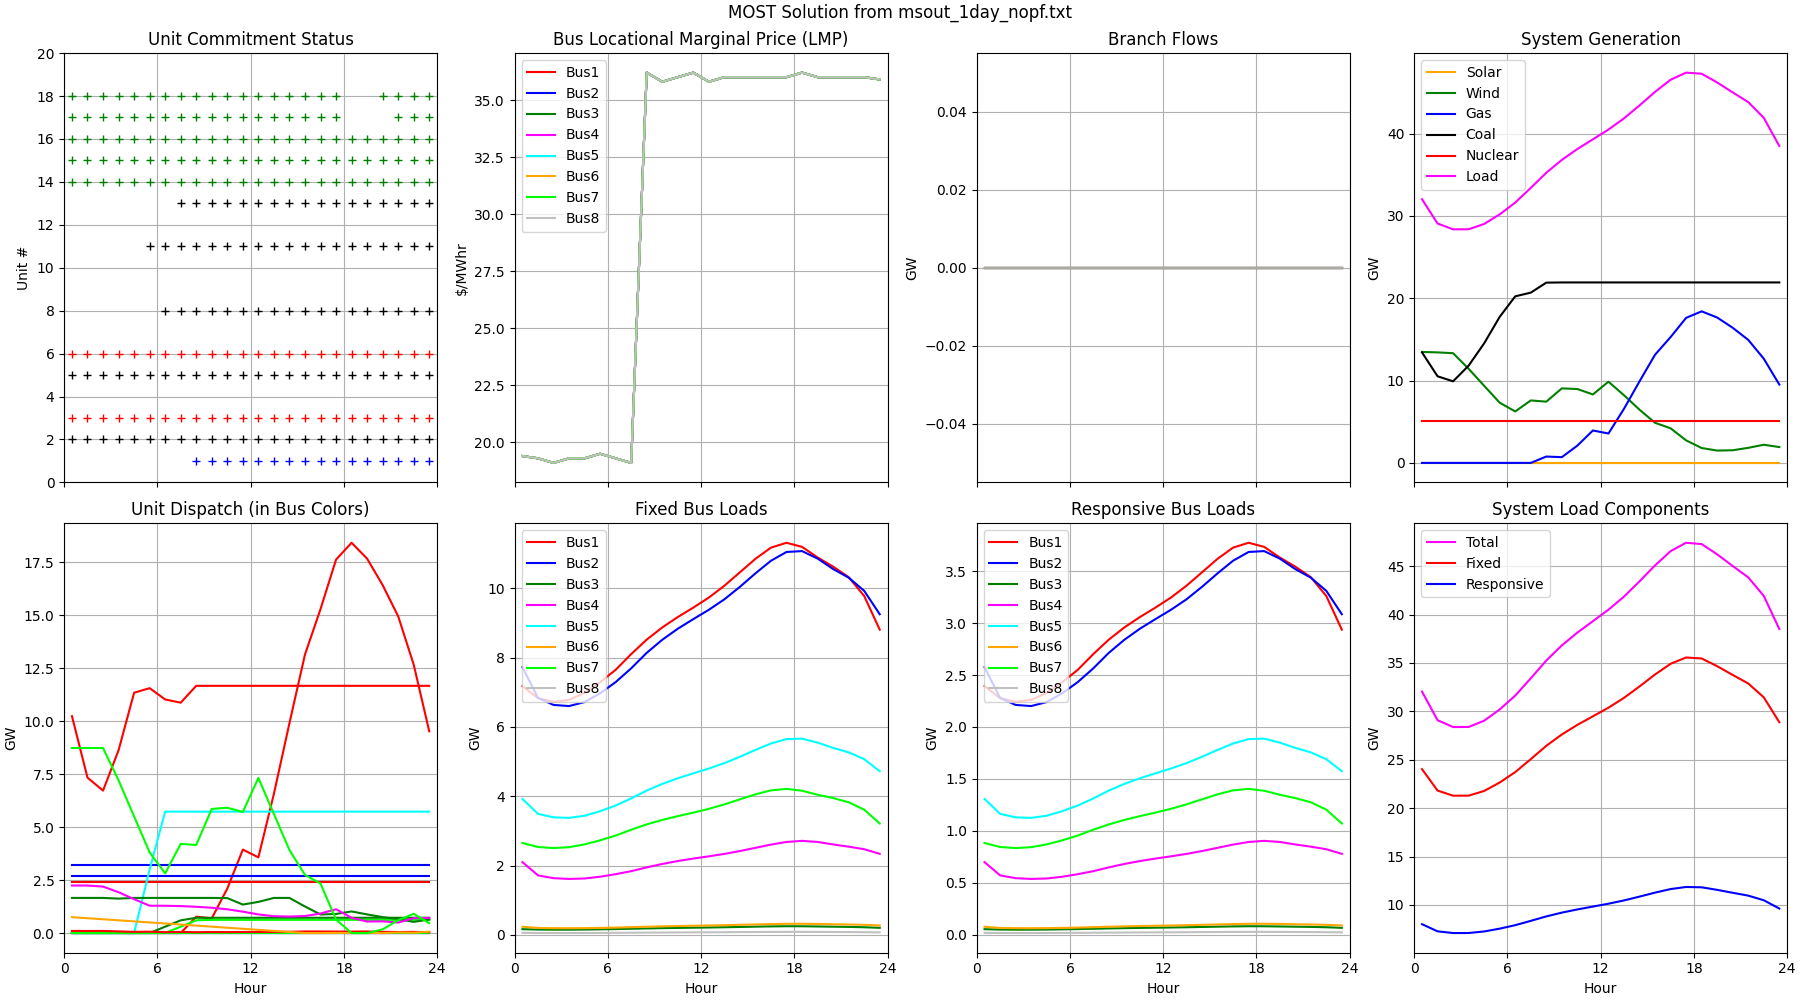 MOST Solution from msout_1day_nopf.txt
Unit Commitment Status
Unit #
20
18
16
14
12
10
8
6
4
2
0
Bus Locational Marginal Price (LMP)
$/MWhr
35.0
32.5
30.0
27.5
25.0
22.5
20.0
Bus1
Bus2
Bus3
Bus4
Bus5
Bus6
Bus7
Bus8
Branch Flows
GW
0.04
0.02
0.00
−0.02
−0.04
System Generation
GW
40
30
20
10
0
Solar
Wind
Gas
Coal
Nuclear
Load
Unit Dispatch (in Bus Colors)
GW
17.5
15.0
12.5
10.0
7.5
5.0
2.5
0.0
0 6 12 18 24
Hour
Fixed Bus Loads
GW
10
8
6
4
2
0
Bus1
Bus2
Bus3
Bus4
Bus5
Bus6
Bus7
Bus8
0 6 12 18 24
Hour
Responsive Bus Loads
GW
3.5
3.0
2.5
2.0
1.5
1.0
0.5
0.0
Bus1
Bus2
Bus3
Bus4
Bus5
Bus6
Bus7
Bus8
0 6 12 18 24
Hour
System Load Components
GW
45
40
35
30
25
20
15
10
Total
Fixed
Responsive
0 6 12 18 24
Hour